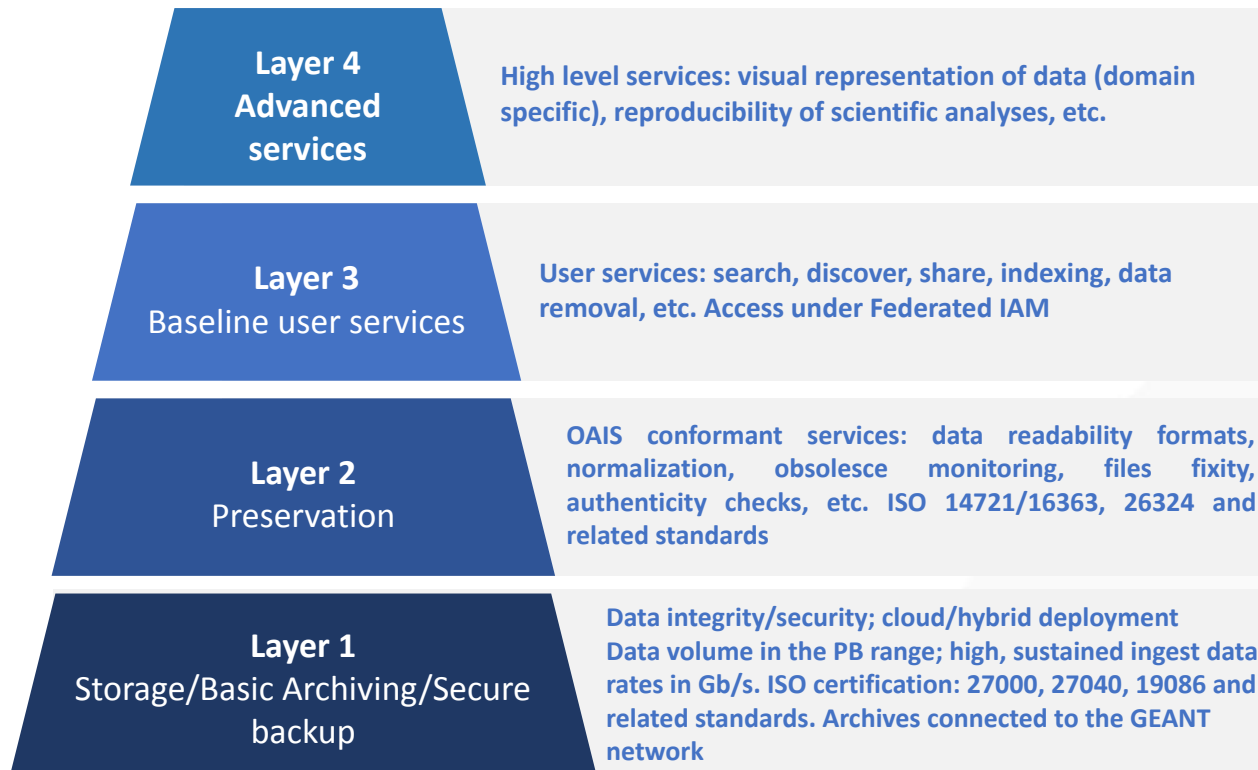 Layer 4
Advanced
services
High level services: visual representation of data (domain
specific), reproducibility of scientific analyses, etc.
Layer 3
Baseline user services
User services: search, discover, share, indexing, data
removal, etc. Access under Federated IAM
Layer 2
Preservation
OAIS conformant services: data readability formats,
normalization, obsolesce monitoring, files fixity,
authenticity checks, etc. ISO 14721/16363, 26324 and
related standards
Layer 1
Storage/Basic Archiving/Secure
backup
Data integrity/security; cloud/hybrid deployment
Data volume in the PB range; high, sustained ingest data
rates in Gb/s. ISO certification: 27000, 27040, 19086 and
related standards. Archives connected to the GEANT
network